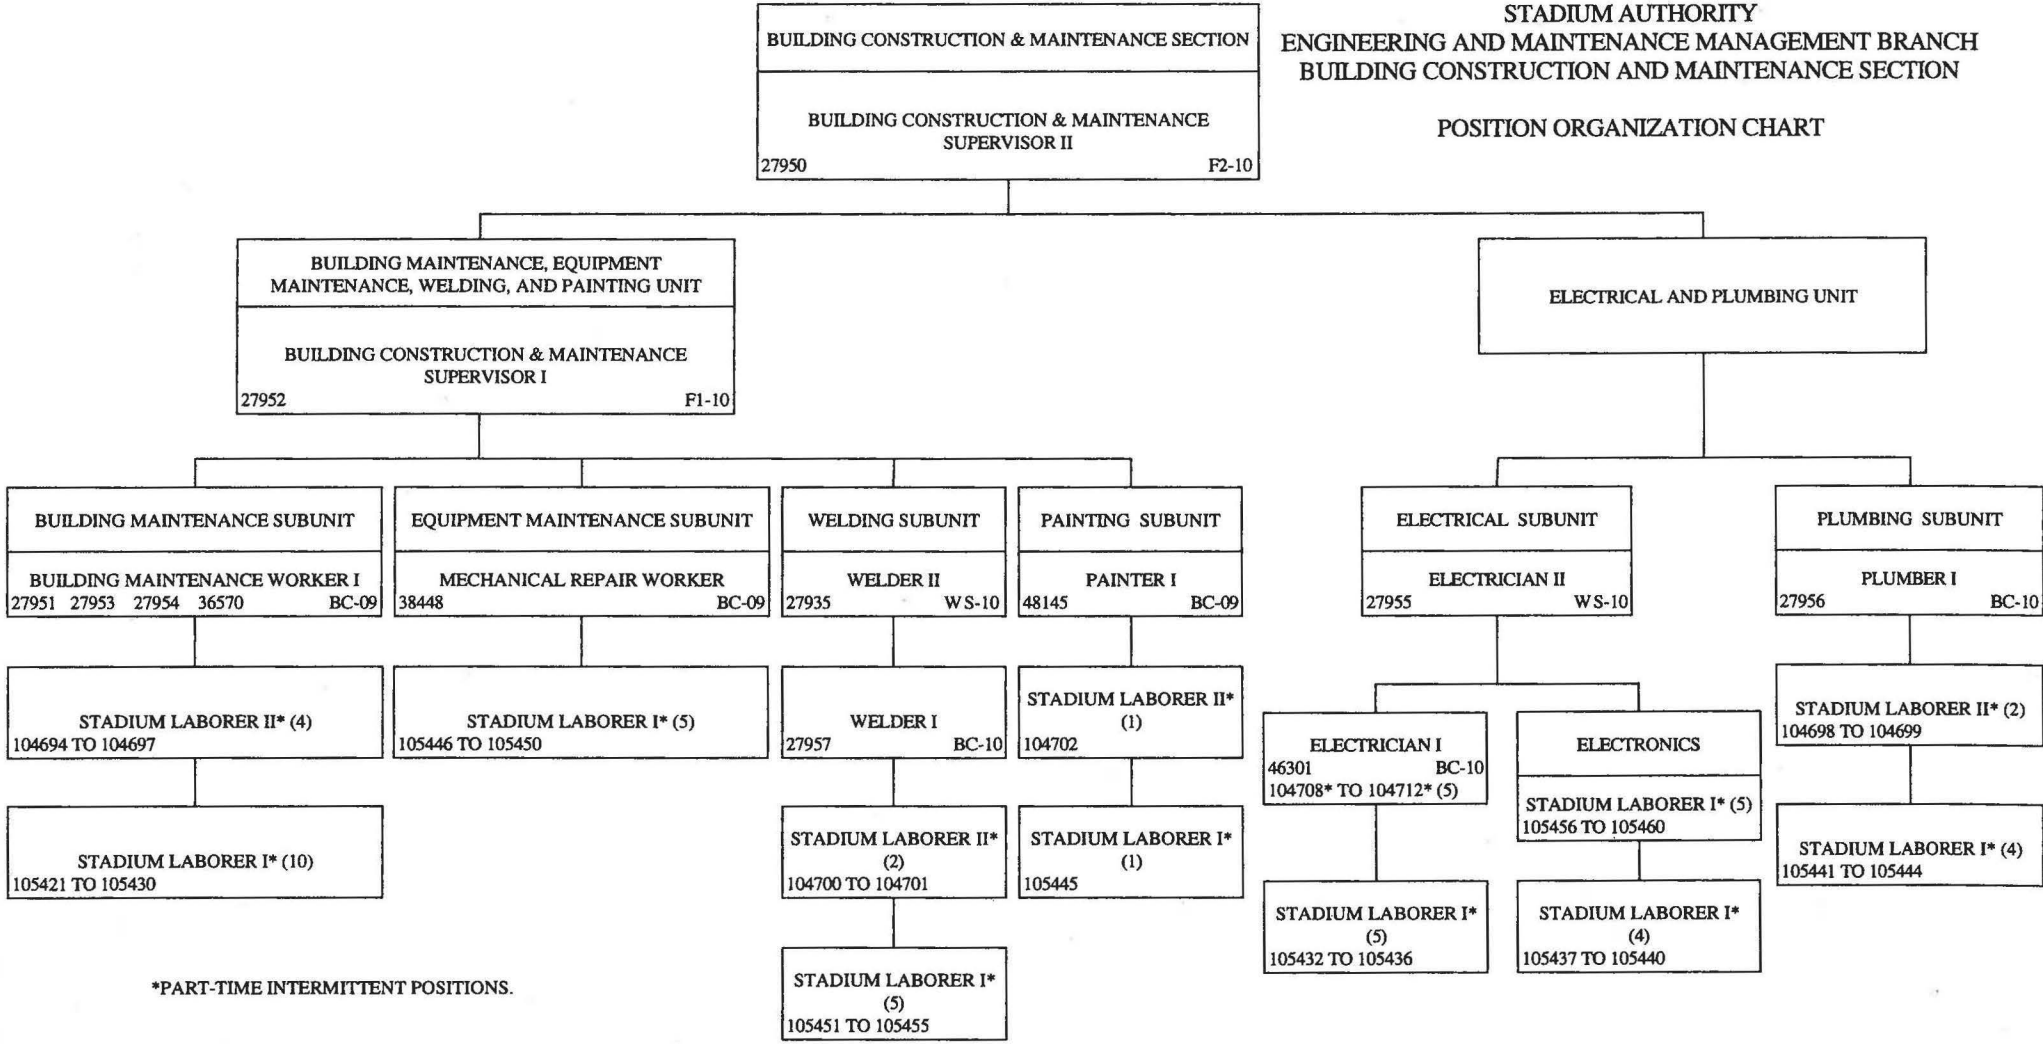 STADIUM AUTHORITY
ENGINEERING AND MAINTENANCE MANAGEMENT BRANCH
BUILDING CONSTRUCTION AND MAINTENANCE SECTION
POSITION ORGANIZATION CHART
BUILDING CONSTRUCTION & MAINTENANCE SECTION
BUILDING CONSTRUCTION & MAINTENANCE
SUPERVISOR II
27950 F2-10
BUILDING MAINTENANCE, EQUIPMENT
MAINTENANCE, WELDING, AND PAINTING UNIT
BUILDING CONSTRUCTION & MAINTENANCE
SUPERVISOR I
27952 F1-10
ELECTRICAL AND PLUMBING UNIT
BUILDING MAINTENANCE SUBUNIT
BUILDING MAINTENANCE WORKER I
27951 27953 27954 36570 BC-09
STADIUM LABORER II* (4)
104694 TO 104697
STADIUM LABORER I* (10)
105421 TO 105430
EQUIPMENT MAINTENANCE SUBUNIT
MECHANICAL REPAIR WORKER
38448 BC-09
STADIUM LABORER I* (5)
105446 TO 105450
WELDING SUBUNIT
WELDER II
27935 WS-10
WELDER I
27957 BC-10
STADIUM LABORER II*
(2)
104700 TO 104701
STADIUM LABORER I*
(5)
105451 TO 105455
PAINTING SUBUNIT
PAINTER I
48145 BC-09
STADIUM LABORER II*
(1)
104702
STADIUM LABORER I*
(1)
105445
ELECTRICAL SUBUNIT
ELECTRICIAN II
27955 WS-10
ELECTRICIAN I
46301 BC-10
104708* TO 104712* (5)
STADIUM LABORER I*
(5)
105432 TO 105436
ELECTRONICS
STADIUM LABORER I* (5)
105456 TO 105460
STADIUM LABORER I*
(4)
105437 TO 105440
PLUMBING SUBUNIT
PLUMBER I
27956 BC-10
STADIUM LABORER II* (2)
104698 TO 104699
STADIUM LABORER I* (4)
105441 TO 105444
*PART-TIME INTERMITTENT POSITIONS.